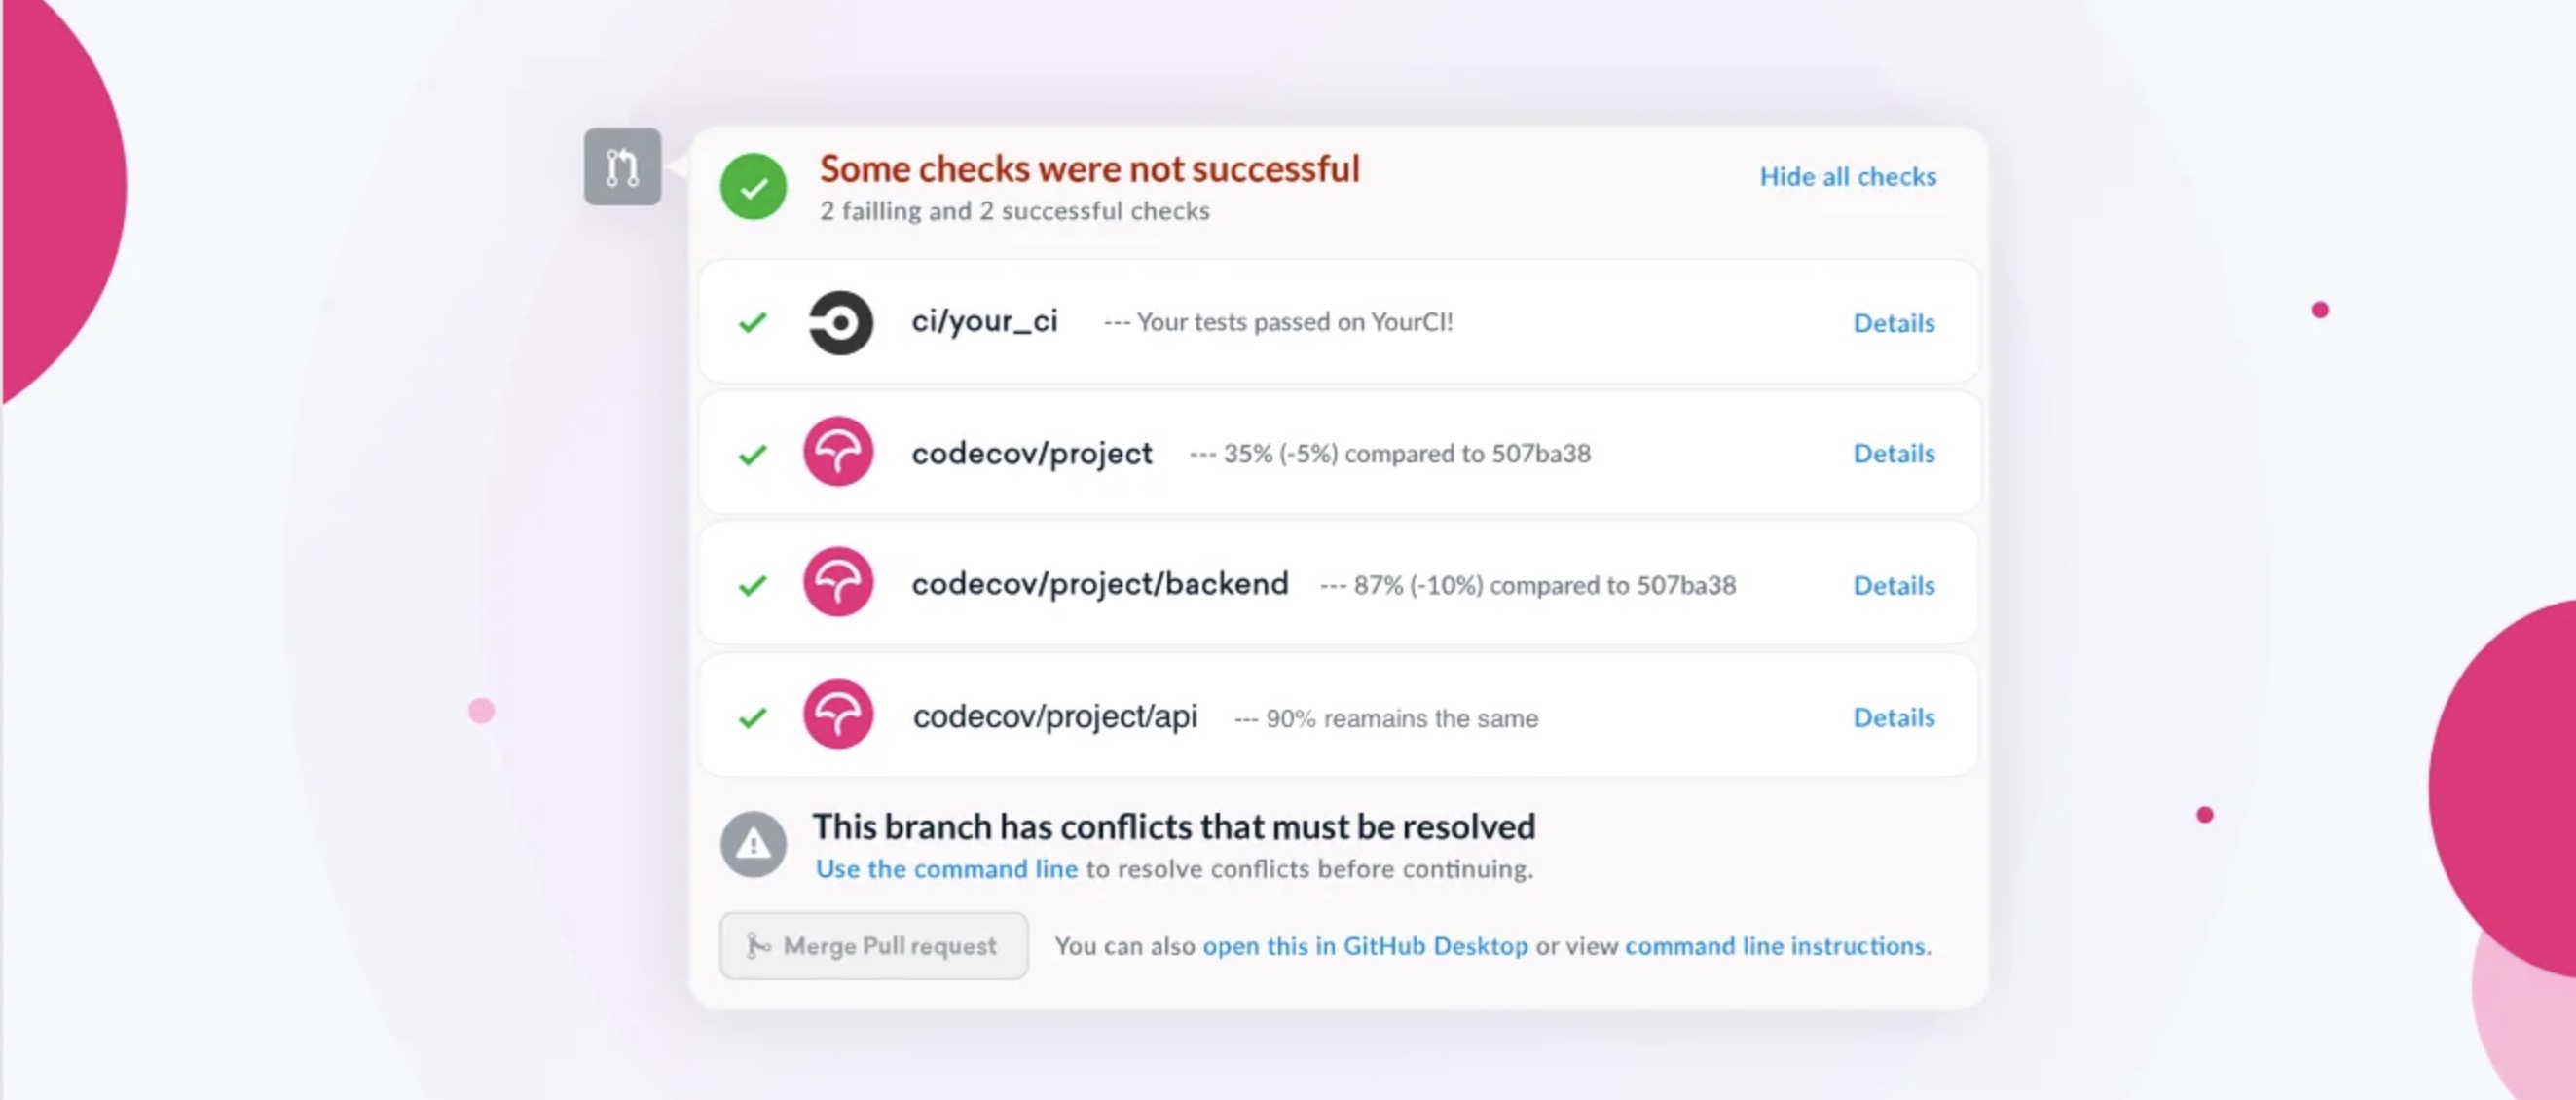 Some checks were not successful
Hide all checks
2 failling and 2 successful checks
ci/your_ci --- Your tests passed on YourCI! Details
codecov/project --- 35% (-5%) compared to 507ba38 Details
codecov/project/backend --- 87% (-10%) compared to 507ba38 Details
codecov/project/api --- 90% reamains the same Details
This branch has conflicts that must be resolved
Use the command line to resolve conflicts before continuing.
Merge Pull request You can also open this in GitHub Desktop or view command line instructions.